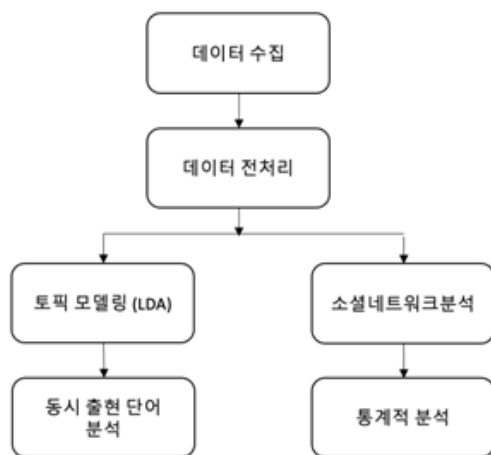 데이터 수집
데이터 전처리
토픽 모델링 (LDA)
소셜네트워크분석
동시 출현 단어
분석
통계적 분석